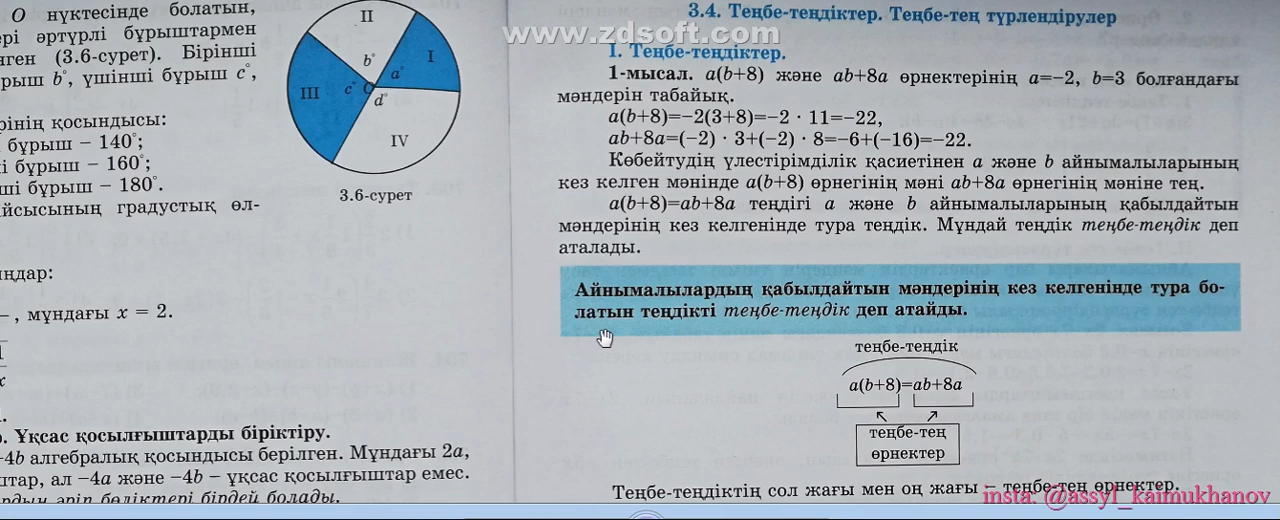 О нүктесінде болатын,
әртүрлі бұрыштармен
нген (3.6-сурет). Бірінші
рыш b°, үшінші бұрыш c°,
рінің қосындысы:
бұрыш – 140°;
і бұрыш – 160°;
ші бұрыш – 180°.
йсысының градустық өл-
ңдар:
, мұндағы x = 2.
Ұқсас қосылғыштарды біріктіру.
–4b алгебралық қосындысы берілген. Мұндағы 2a,
штар, ал –4a және –4b – ұқсас қосылғыштар емес.
әріп бөліктері бірдей болады.
II
I
III
IV
b°
a°
c°
O
d°
3.6-сурет
www.zdsoft.com
3.4. Теңбе-теңдіктер. Теңбе-тең түрлендірулер
I. Теңбе-теңдіктер.
1-мысал. a(b+8) және ab+8a өрнектерінің a=–2, b=3 болғандағы
мәндерін табайық.
a(b+8)=–2(3+8)=–2 · 11=–22,
ab+8a=(–2) · 3+(–2) · 8=–6+(–16)=–22.
Көбейтудің үлестірімділік қасиетінен a және b айнымалыларының
кез келген мәнінде a(b+8) өрнегінің мәні ab+8a өрнегінің мәніне тең.
a(b+8)=ab+8a теңдігі a және b айнымалыларының қабылдайтын
мәндерінің кез келгенінде тура теңдік. Мұндай теңдік теңбе-теңдік деп
аталады.
Айнымалылардың қабылдайтын мәндерінің кез келгенінде тура бо-
латын теңдікті теңбе-теңдік деп атайды.
теңбе-теңдік
a(b+8)=ab+8a
теңбе-тең
өрнектер
Теңбе-теңдіктің сол жағы мен оң жағы – теңбе-тең өрнектер.
insta: @assyl_kaimukhanov